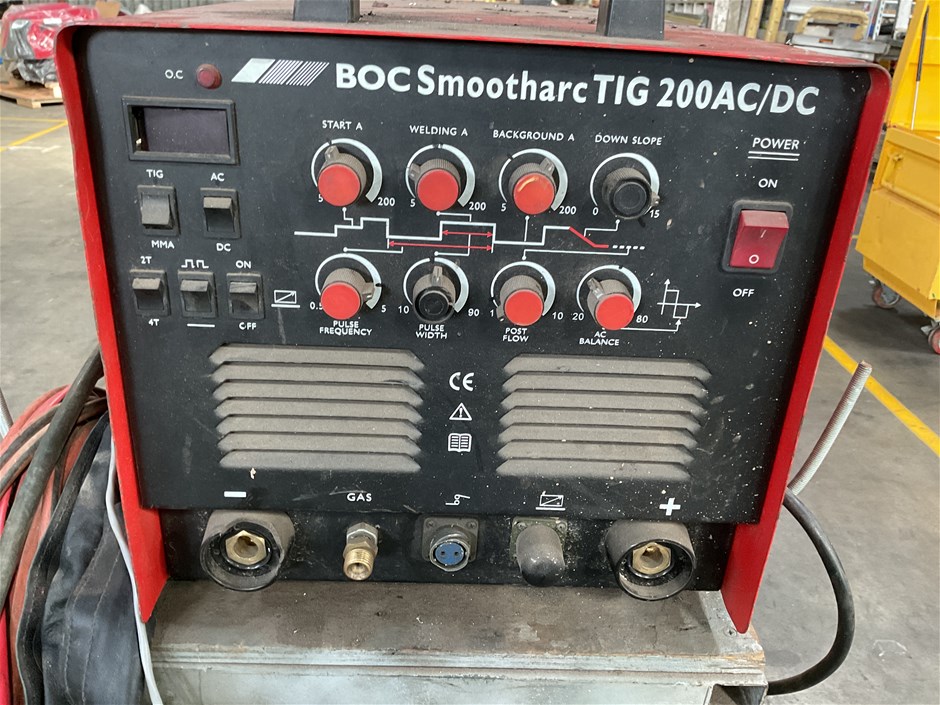 O.C
BOC Smootharc TIG 200AC/DC
START A
WELDING A
BACKGROUND A
DOWN SLOPE
POWER
ON
5 200
5 200
5 200
0 15
TIG AC
MMA DC
O
OFF
2T ON
4T C-FF
0.5 5
10 90
1 10
20 80
PULSE
FREQUENCY
PULSE
WIDTH
POST
FLOW
AC
BALANCE
CE
−
GAS
+